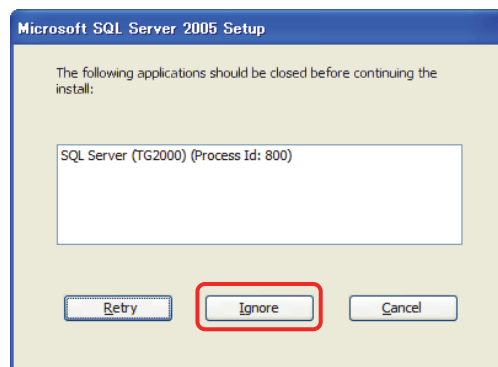 Microsoft SQL Server 2005 Setup
The following applications should be closed before continuing the
install:
SQL Server (TG2000) (Process Id: 800)
Retry Ignore Cancel